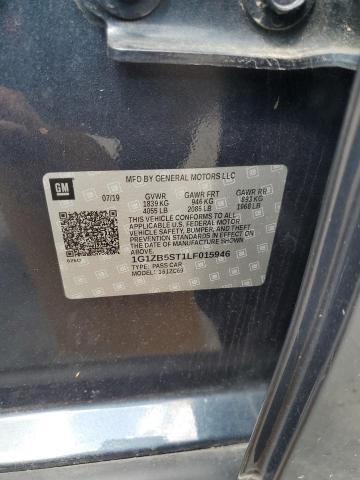 MFD BY GENERAL MOTORS LLC
GM
07/19 GVWR GAWR FRT GAWR RR
1839 KG 946 KG 893 KG
4055 LB 2085 LB 1968 LB
THIS VEHICLE CONFORMS TO ALL
APPLICABLE U.S. FEDERAL MOTOR
VEHICLE SAFETY, BUMPER, AND THEFT
PREVENTION STANDARDS IN EFFECT ON
THE DATE OF MANUFACTURE SHOWN
ABOVE.
1G1ZB5ST1LF015946
TYPE: PASS CAR
MODEL: 161ZC69